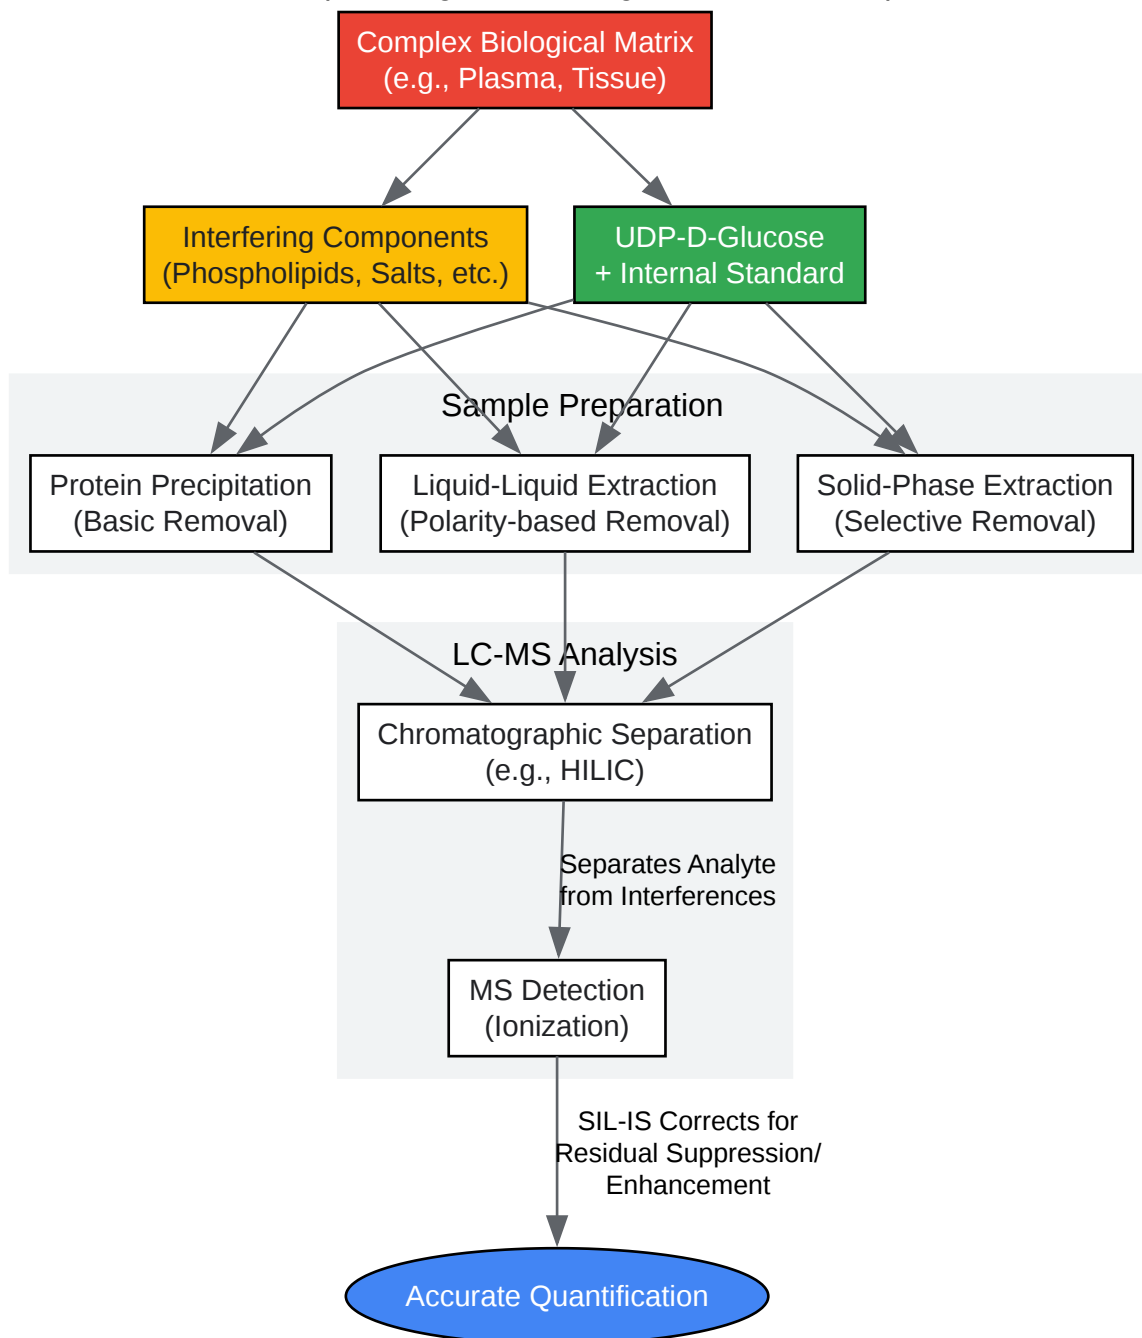 Complex Biological Matrix
(e.g., Plasma, Tissue)
Interfering Components
(Phospholipids, Salts, etc.)
UDP-D-Glucose
+ Internal Standard
Sample Preparation
Protein Precipitation
(Basic Removal)
Liquid-Liquid Extraction
(Polarity-based Removal)
Solid-Phase Extraction
(Selective Removal)
LC-MS Analysis
Chromatographic Separation
(e.g., HILIC)
Separates Analyte
from Interferences
MS Detection
(Ionization)
SIL-IS Corrects for
Residual Suppression/
Enhancement
Accurate Quantification